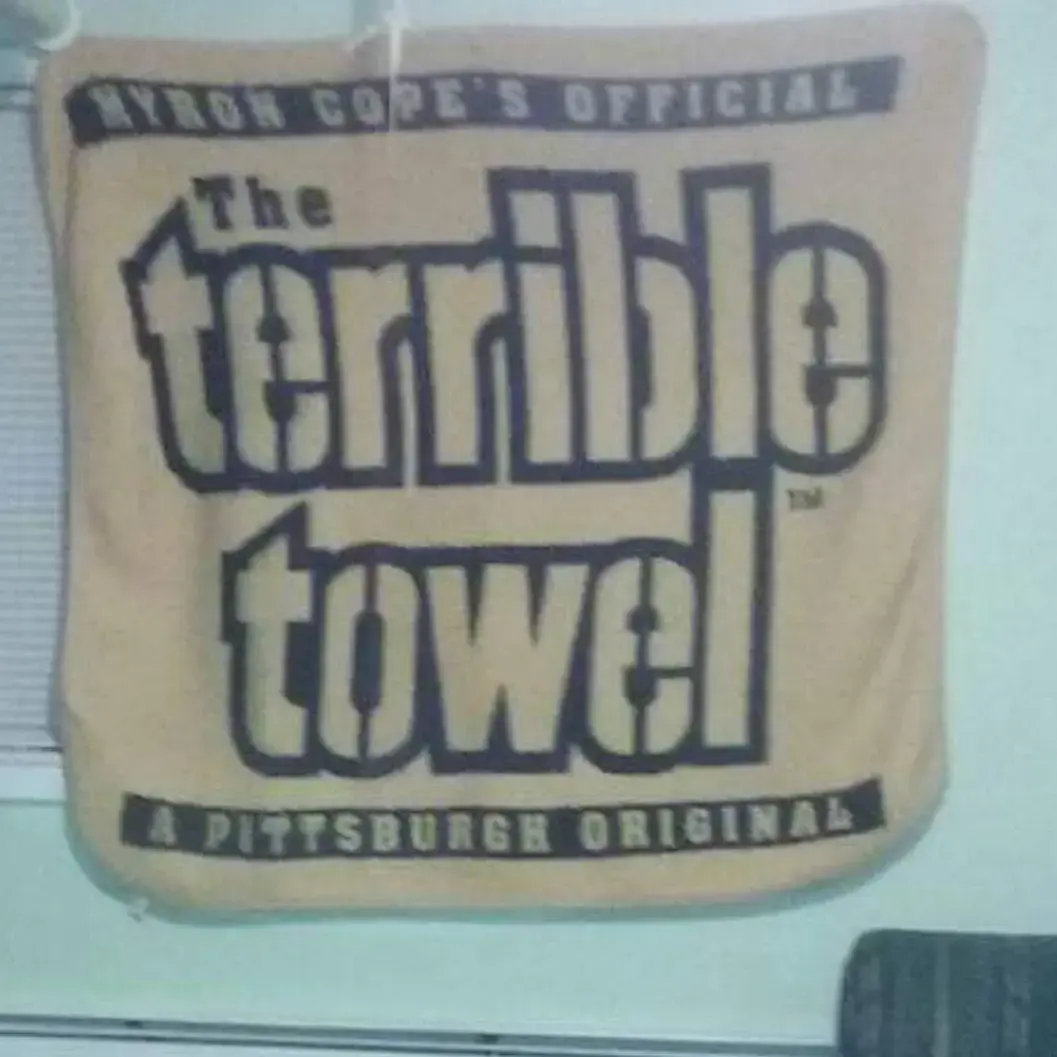 MYRON COPE'S OFFICIAL
The
terrible
towel
TM
A PITTSBURGH ORIGINAL